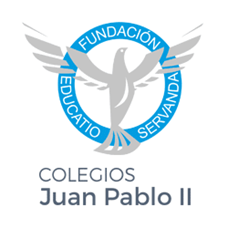 FUNDACIÓN
EDUCATIO SERVANDA
COLEGIOS
Juan Pablo II